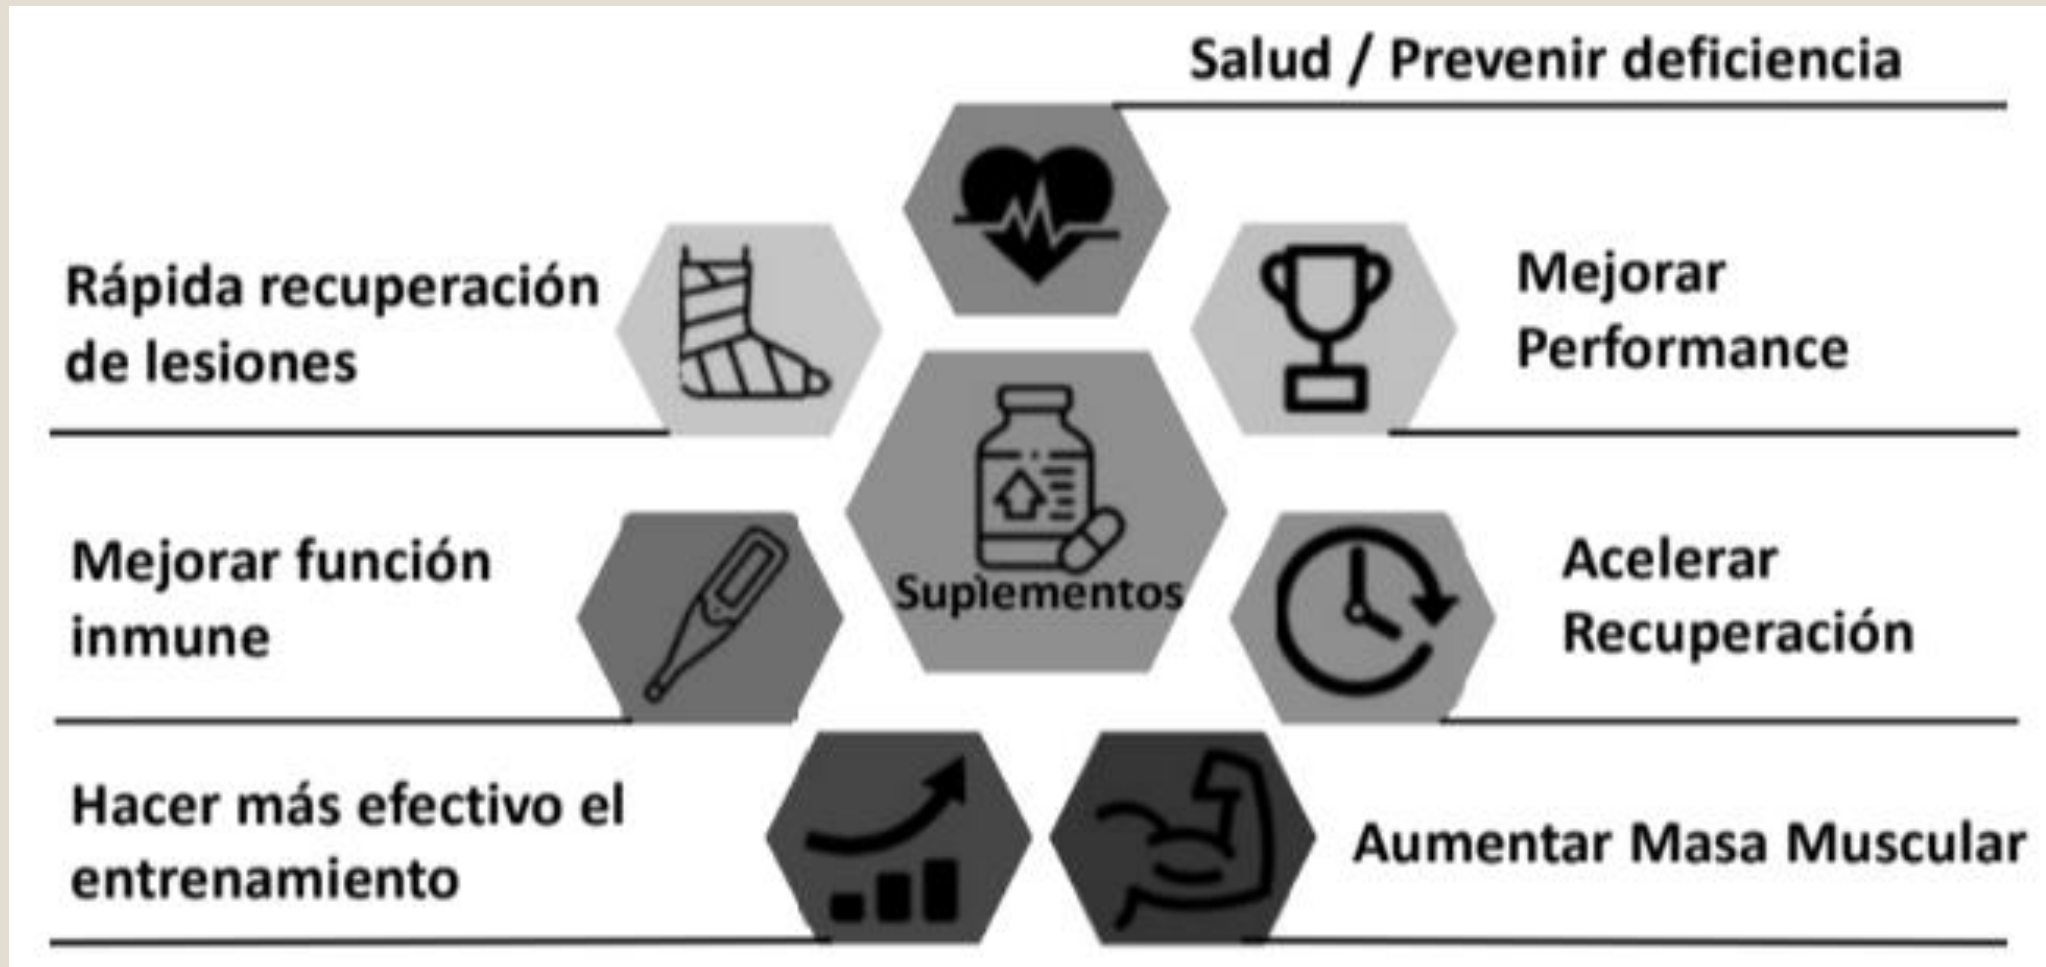 Salud / Prevenir deficiencia
Rápida recuperación
de lesiones
Mejorar
Performance
Suplementos
Mejorar función
inmune
Acelerar
Recuperación
Hacer más efectivo el
entrenamiento
Aumentar Masa Muscular